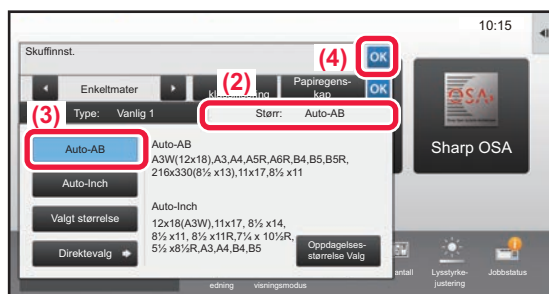 10:15
Skuffinnst.
(4)
OK
Enkeltmater
(2)
Papiregens-
kap
OK
(3)
Type: Vanlig 1
Størr: Auto-AB
Auto-AB
Auto-AB
A3W(12x18),A3,A4,A5R,A6R,B4,B5,B5R,
216x330(8½ x13),11x17,8½ x11
Auto-Inch
Auto-Inch
12x18(A3W),11x17, 8½ x14,
8½ x11, 8½ x11R,7¼ x 10½R,
5½ x8½R,A3,A4,B4,B5
Valgt størrelse
Direktevalg
Oppdagelses-
størrelse Valg
OSA
Sharp OSA
antall
Lysstyrke-
justering
Jobbstatus
edning
visningsmodus